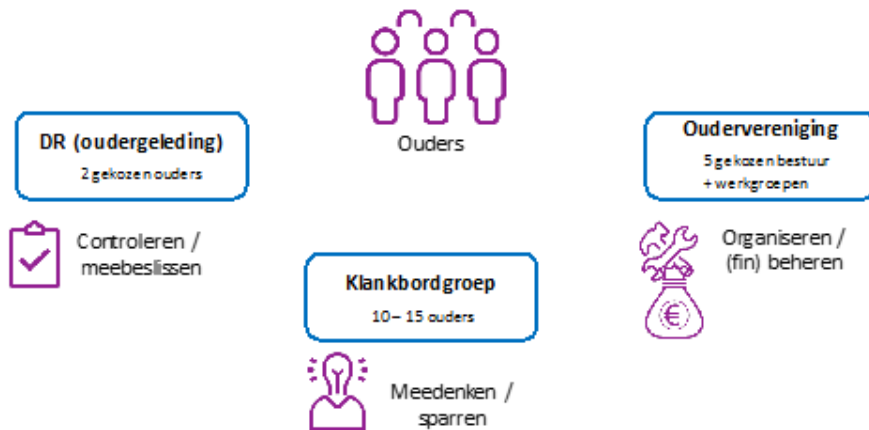 Ouders
DR (oudergeleding)
2 gekozen ouders
Controleren /
meebeslissen
Klankbordgroep
10 – 15 ouders
Meedenken /
sparren
Oudervereniging
5 gekozen bestuur
+ werkgroepen
Organiseren /
(fin) beheren
€